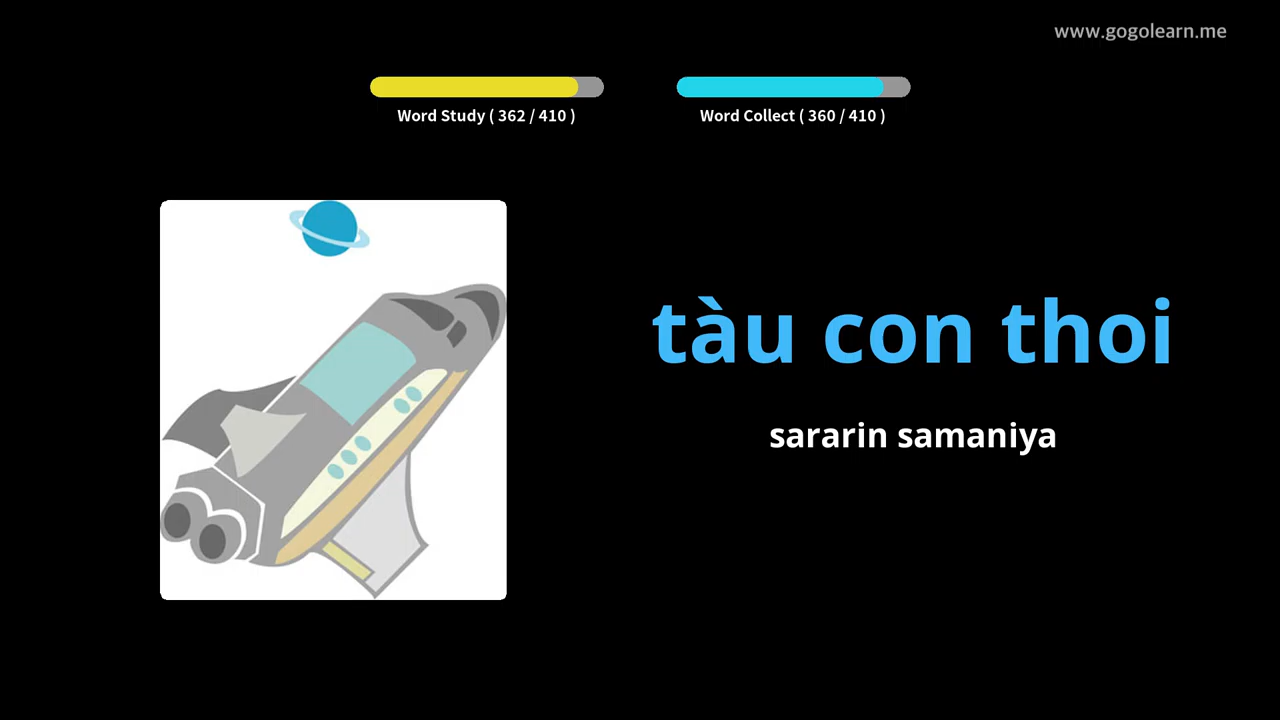 www.gogolearn.me
Word Study ( 362 / 410 )
Word Collect ( 360 / 410 )
tàu con thoi
sararin samaniya